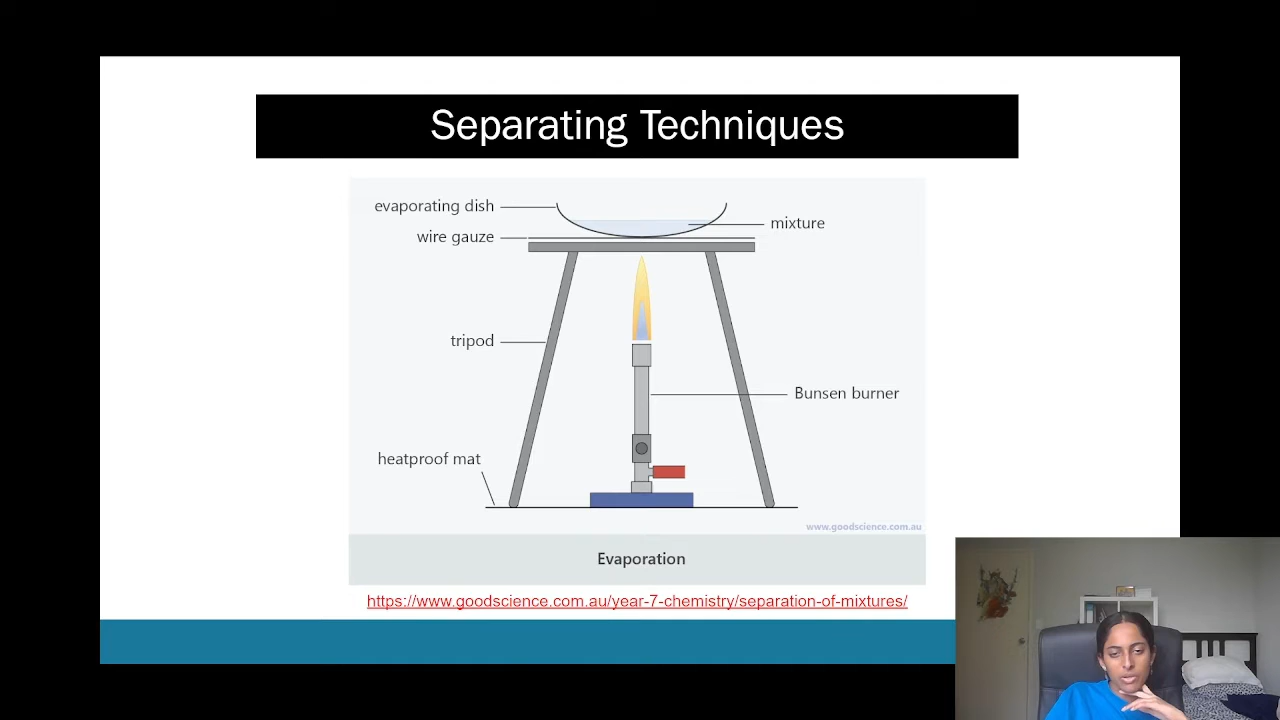 Separating Techniques
evaporating dish
mixture
wire gauze
tripod
Bunsen burner
heatproof mat
www.goodscience.com.au
Evaporation
https://www.goodscience.com.au/year-7-chemistry/separation-of-mixtures/